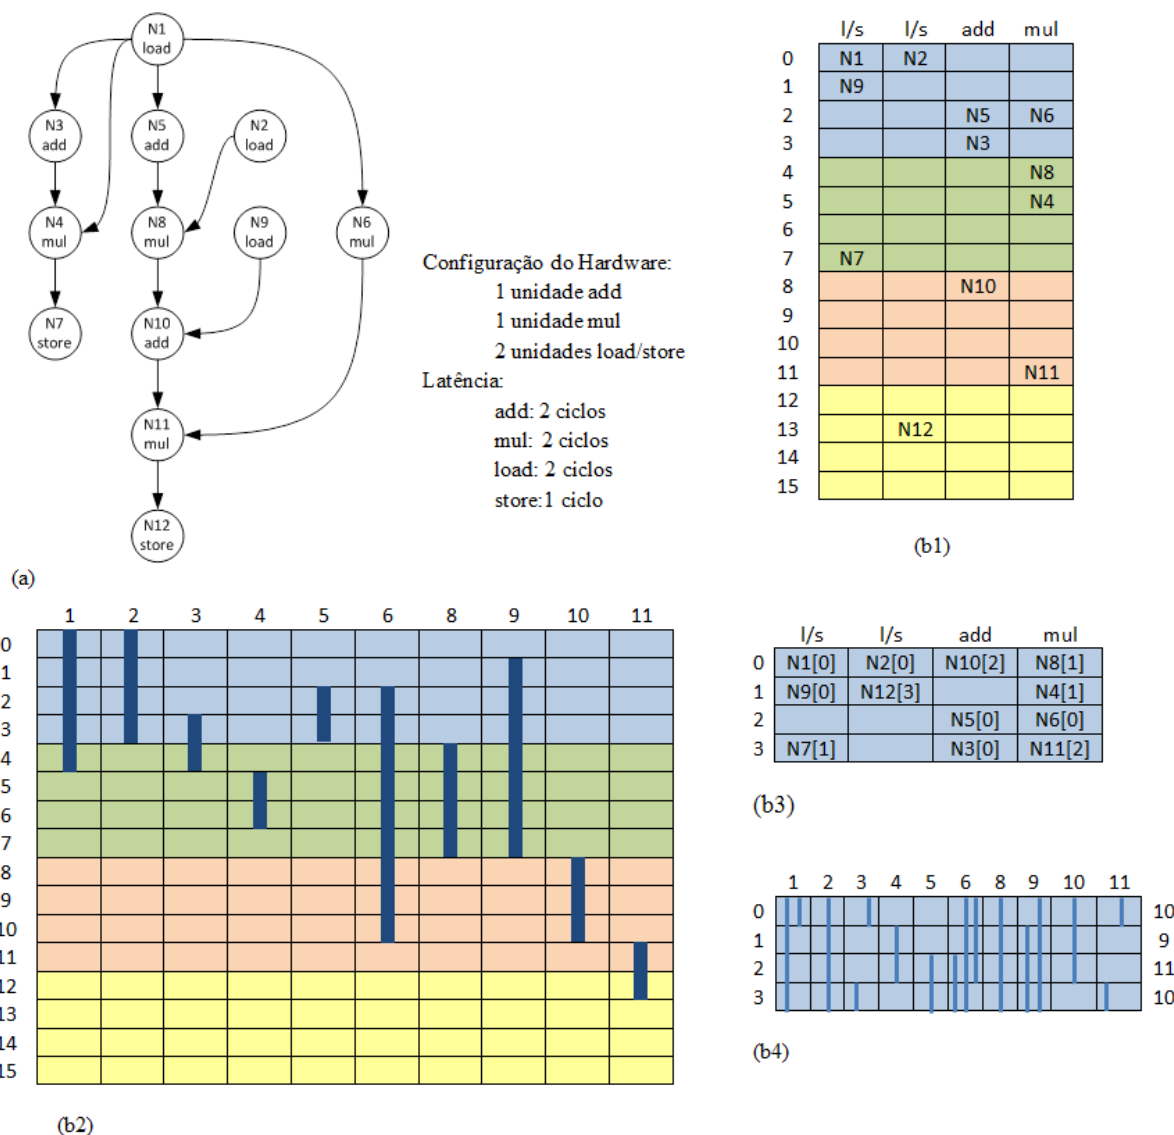 N1
load
N3
add
N5
add
N2
load
N4
mul
N8
mul
N9
load
N6
mul
N7
store
N10
add
N11
mul
N12
store
(a)
Configuração do Hardware:
1 unidade add
1 unidade mul
2 unidades load/store
Latência:
add: 2 ciclos
mul: 2 ciclos
load: 2 ciclos
store:1 ciclo
l/s l/s add mul
0 N1 N2
1 N9
2 N5 N6
3 N3
4 N8
5 N4
6
7 N7
8 N10
9
10
11 N11
12
13 N12
14
15
(b1)
1 2 3 4 5 6 8 9 10 11
0
1
2
3
4
5
6
7
8
9
10
11
12
13
14
15
(b2)
l/s l/s add mul
0 N1[0] N2[0] N10[2] N8[1]
1 N9[0] N12[3] N4[1]
2 N5[0] N6[0]
3 N7[1] N3[0] N11[2]
(b3)
1 2 3 4 5 6 8 9 10 11
0 10
1 9
2 11
3 10
(b4)